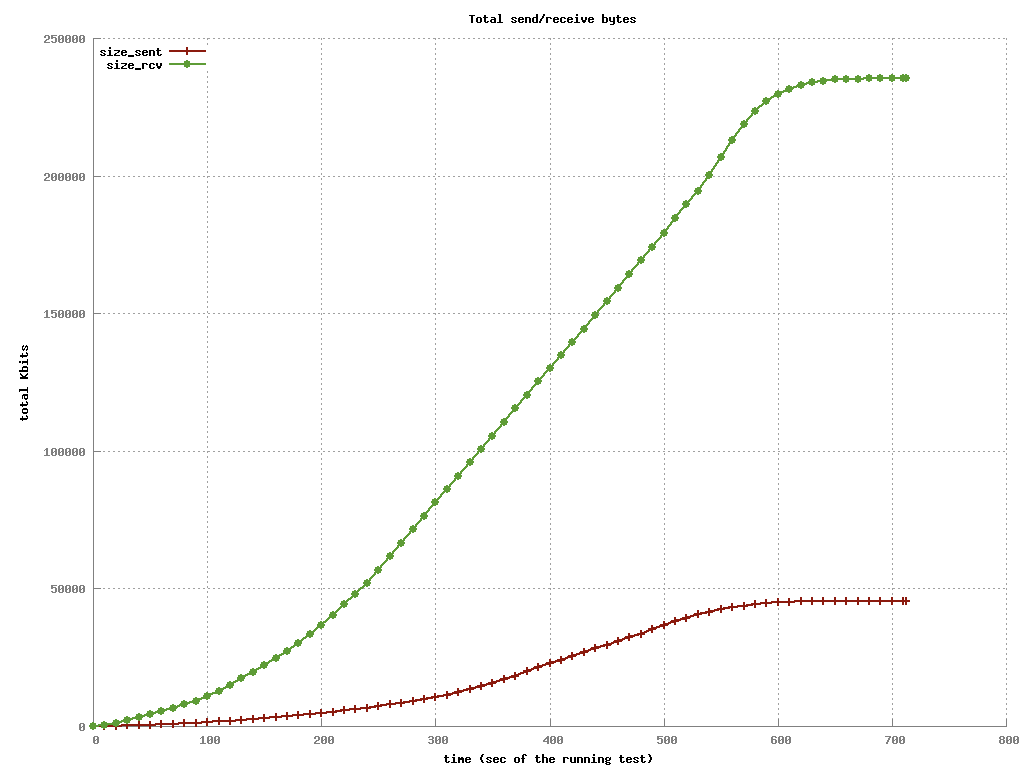 Total send/receive bytes
250000
size_sent
size_rcv
200000
150000
total Kbits
100000
50000
0
0 100 200 300 400 500 600 700 800
time (sec of the running test)